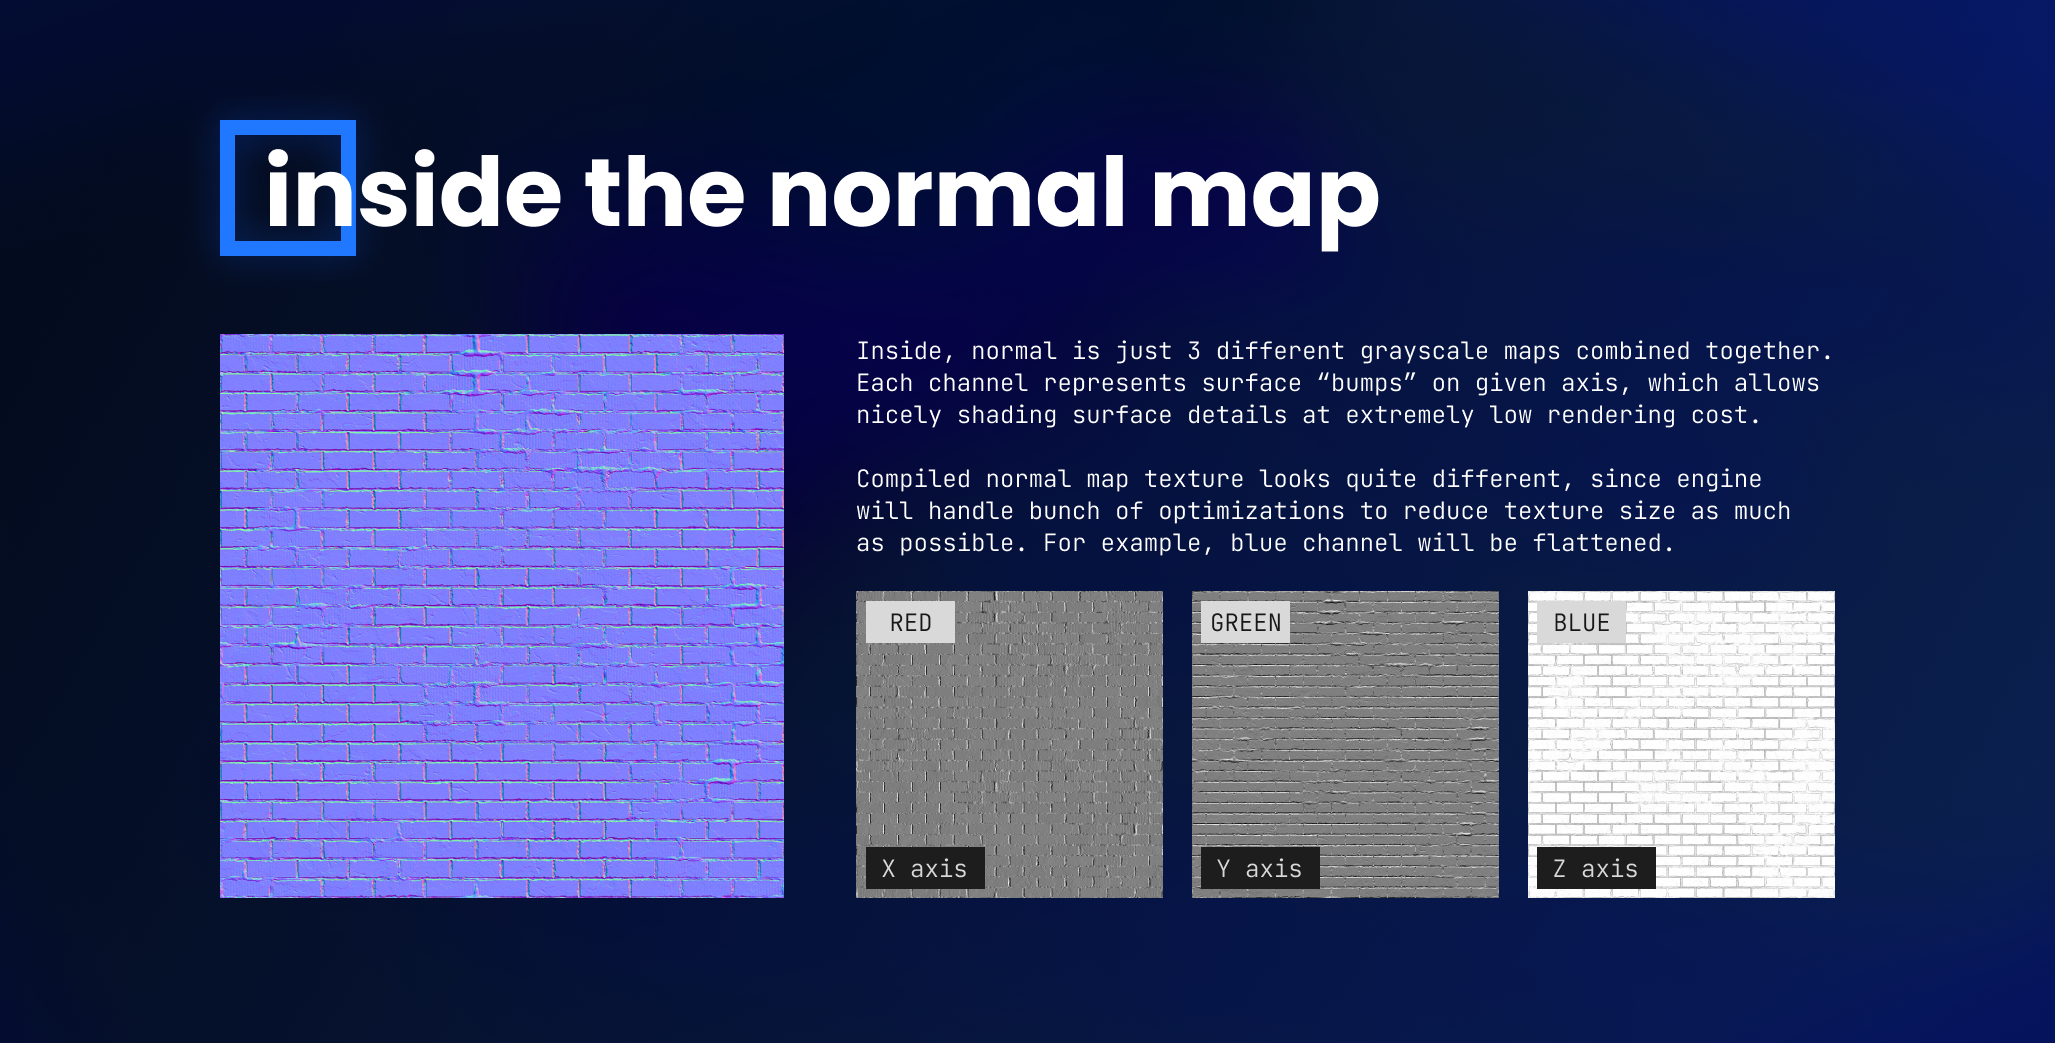 inside the normal map
Inside, normal is just 3 different grayscale maps combined together.
Each channel represents surface “bumps” on given axis, which allows
nicely shading surface details at extremely low rendering cost.
Compiled normal map texture looks quite different, since engine
will handle bunch of optimizations to reduce texture size as much
as possible. For example, blue channel will be flattened.
RED
GREEN
BLUE
X axis
Y axis
Z axis